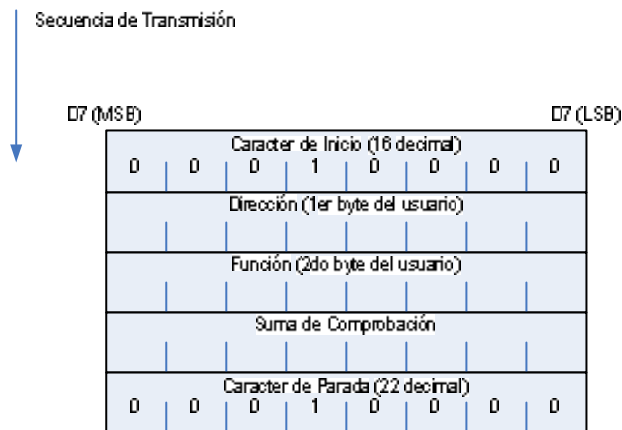 Secuencia de Transmisión
D7 (MSB) D7 (LSB)
Caracter de Inicio (16 decimal)
0 0 0 1 0 0 0 0
Dirección (1er byte del usuario)
Función (2do byte del usuario)
Suma de Comprobación
Caracter de Parada (22 decimal)
0 0 0 1 0 0 0 0